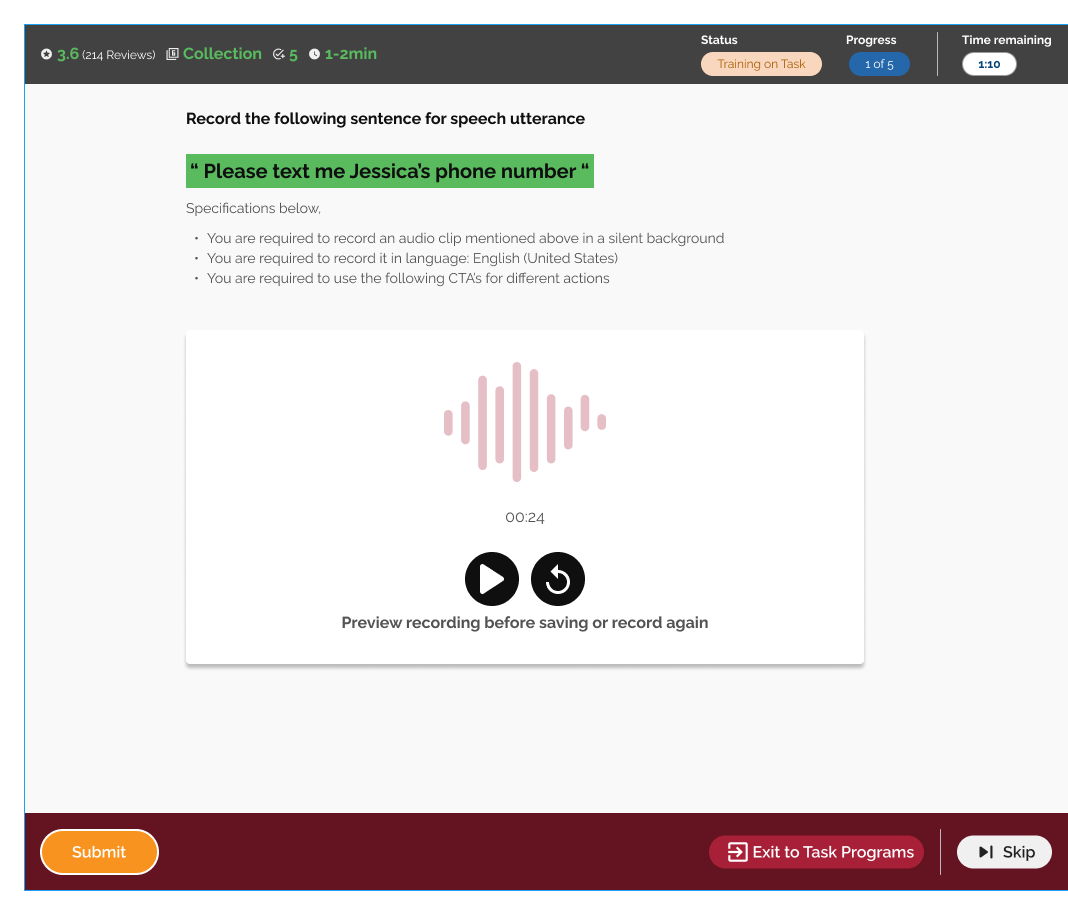 3.6 (214 Reviews) Collection 5 1-2min
Status
Training on Task
Progress
1 of 5
Time remaining
1:10
Record the following sentence for speech utterance
“ Please text me Jessica’s phone number “
Specifications below,
• You are required to record an audio clip mentioned above in a silent background
• You are required to record it in language: English (United States)
• You are required to use the following CTA’s for different actions
00:24
Preview recording before saving or record again
Submit
Exit to Task Programs
Skip